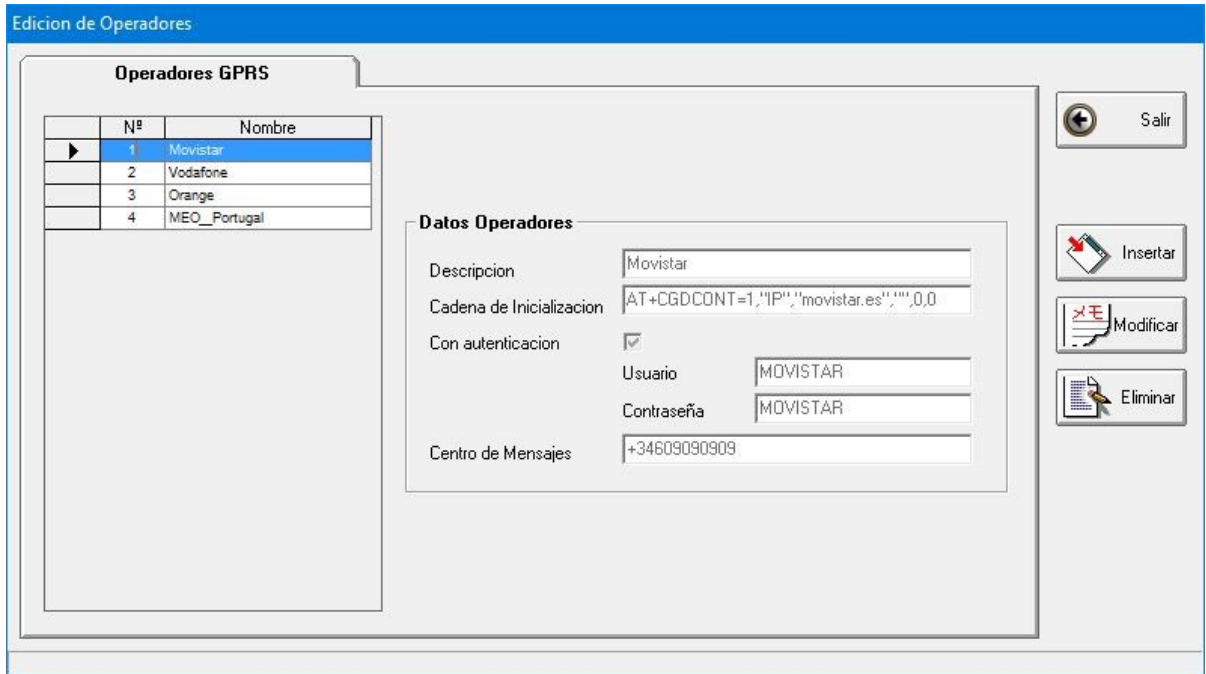 Edicion de Operadores
Operadores GPRS
Nº Nombre
1 Movistar
2 Vodafone
3 Orange
4 MEO__Portugal
Datos Operadores
Descripcion Movistar
Cadena de Inicializacion AT+CGDCONT=1,"IP","movistar.es","",0,0
Con autenticacion
Usuario MOVISTAR
Contraseña MOVISTAR
Centro de Mensajes +34609090909
Salir
Insertar
メモ
Modificar
Eliminar